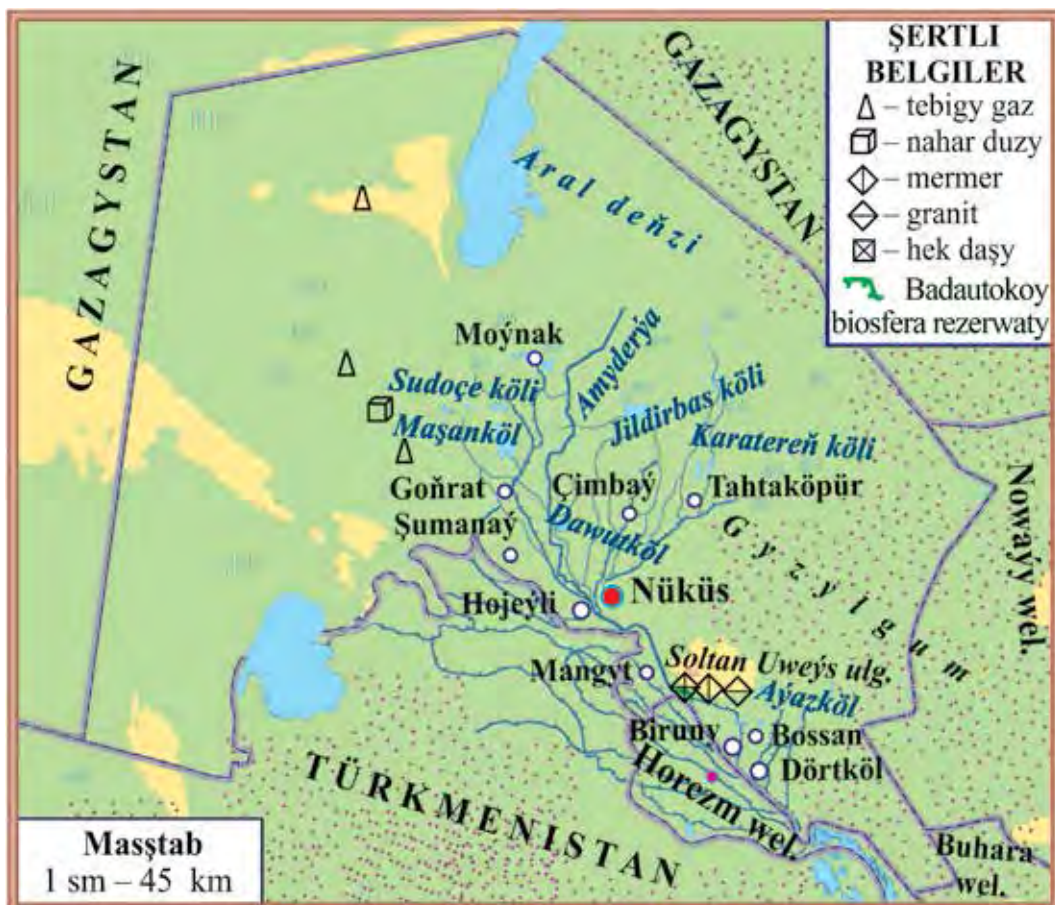 ŞERTLI
BELGILER
– tebigy gaz
– nahar duzy
– mermer
– granit
– hek daşy
Badautokoy
biosfera rezerwaty
GAZAGYSTAN
GAZAGYSTAN
Aral deňzi
Moýnak
Amyderýa
Sudoçe köli
Jildirbas köli
Maşanköl
Karatereň köli
Goňrat
Çimbaý
Tahtaköpür
Şumanaý
Dawutköl
Gyzylgum
Nowaýy wel.
Nüküs
Hojeýli
Mangyt
Soltan Uweýs ulg.
Aýazköl
Biruny
Bossan
Dörtköl
Horezm wel.
TÜRKMENISTAN
Buhara
wel.
Masştab
1 sm – 45 km